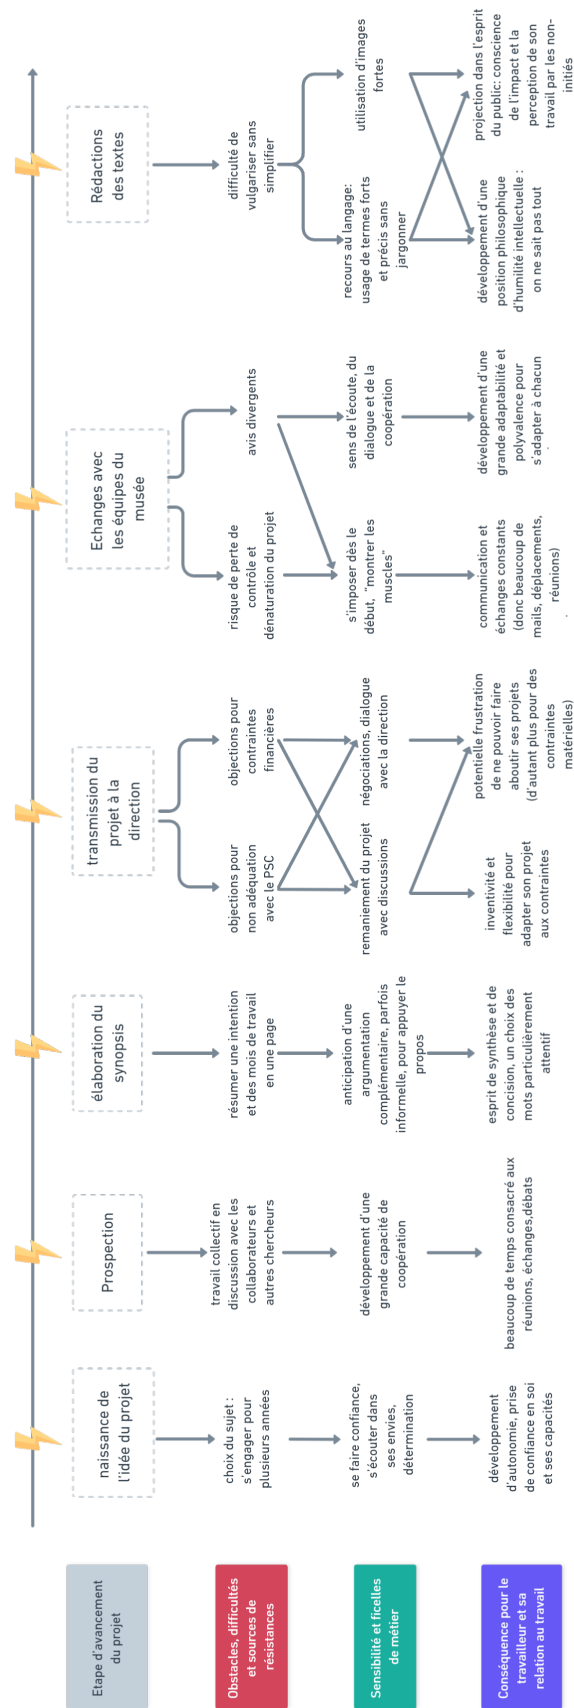 Etape d'avancement
du projet
naissance de
l'idée du projet
Prospection
élaboration du
synopsis
transmission du
projet à la
direction
Echanges avec
les équipes du
musée
Rédactions
des textes
Obstacles, difficultés
et sources de
résistances
choix du sujet :
s'engager pour
plusieurs années
travail collectif en
discussion avec les
collaborateurs et
autres chercheurs
résumer une intention
et des mois de travail
en une page
objections pour
non adéquation
avec le PSC
objections pour
contraintes
financières
risque de perte de
contrôle et
dénaturation du projet
avis divergents
difficulté de
vulgariser sans
simplifier
Sensibilité et ficelles
de métier
se faire confiance,
s'écouter dans
ses envies,
détermination
développement d'une
grande capacité de
coopération
anticipation d'une
argumentation
complémentaire, parfois
informelle, pour appuyer le
propos
remaniement du projet
avec discussions
négociations, dialogue
avec la direction
s'imposer dès le
début, "montrer les
muscles"
sens de l'écoute, du
dialogue et de la
coopération
recours au langage:
usage de termes forts
et précis sans
jargonner
utilisation d'images
fortes
Conséquence pour le
travailleur et sa
relation au travail
développement
d'autonomie, prise
de confiance en soi
et ses capacités
beaucoup de temps consacré aux
réunions, échanges,débats
esprit de synthèse et de
concision, un choix des
mots particulièrement
attentif
inventivité et
flexibilité pour
adapter son projet
aux contraintes
potentielle frustration
de ne pouvoir faire
aboutir ses projets
(d'autant plus pour des
contraintes
matérielles)
communication et
échanges constants
(donc beaucoup de
mails, déplacements,
réunions)
.
développement d'une
grande adaptabilité et
polyvalence pour
s'adapter à chacun
.
développement d'une
position philosophique
d'humilité intellectuelle :
on ne sait pas tout
projection dans l'esprit
du public: conscience
de l'impact et la
perception de son
travail par les non-
initiés